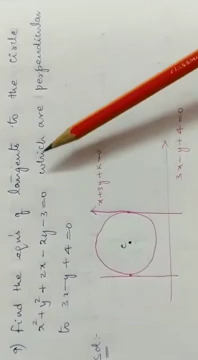 Q) Find the eqn's of tangents to the circle
x²+y²+2x-2y-3=0 which are perpendicular
to 3x-y+4=0
Sol:-
x+3y+k=0
C
3x-y+4=0